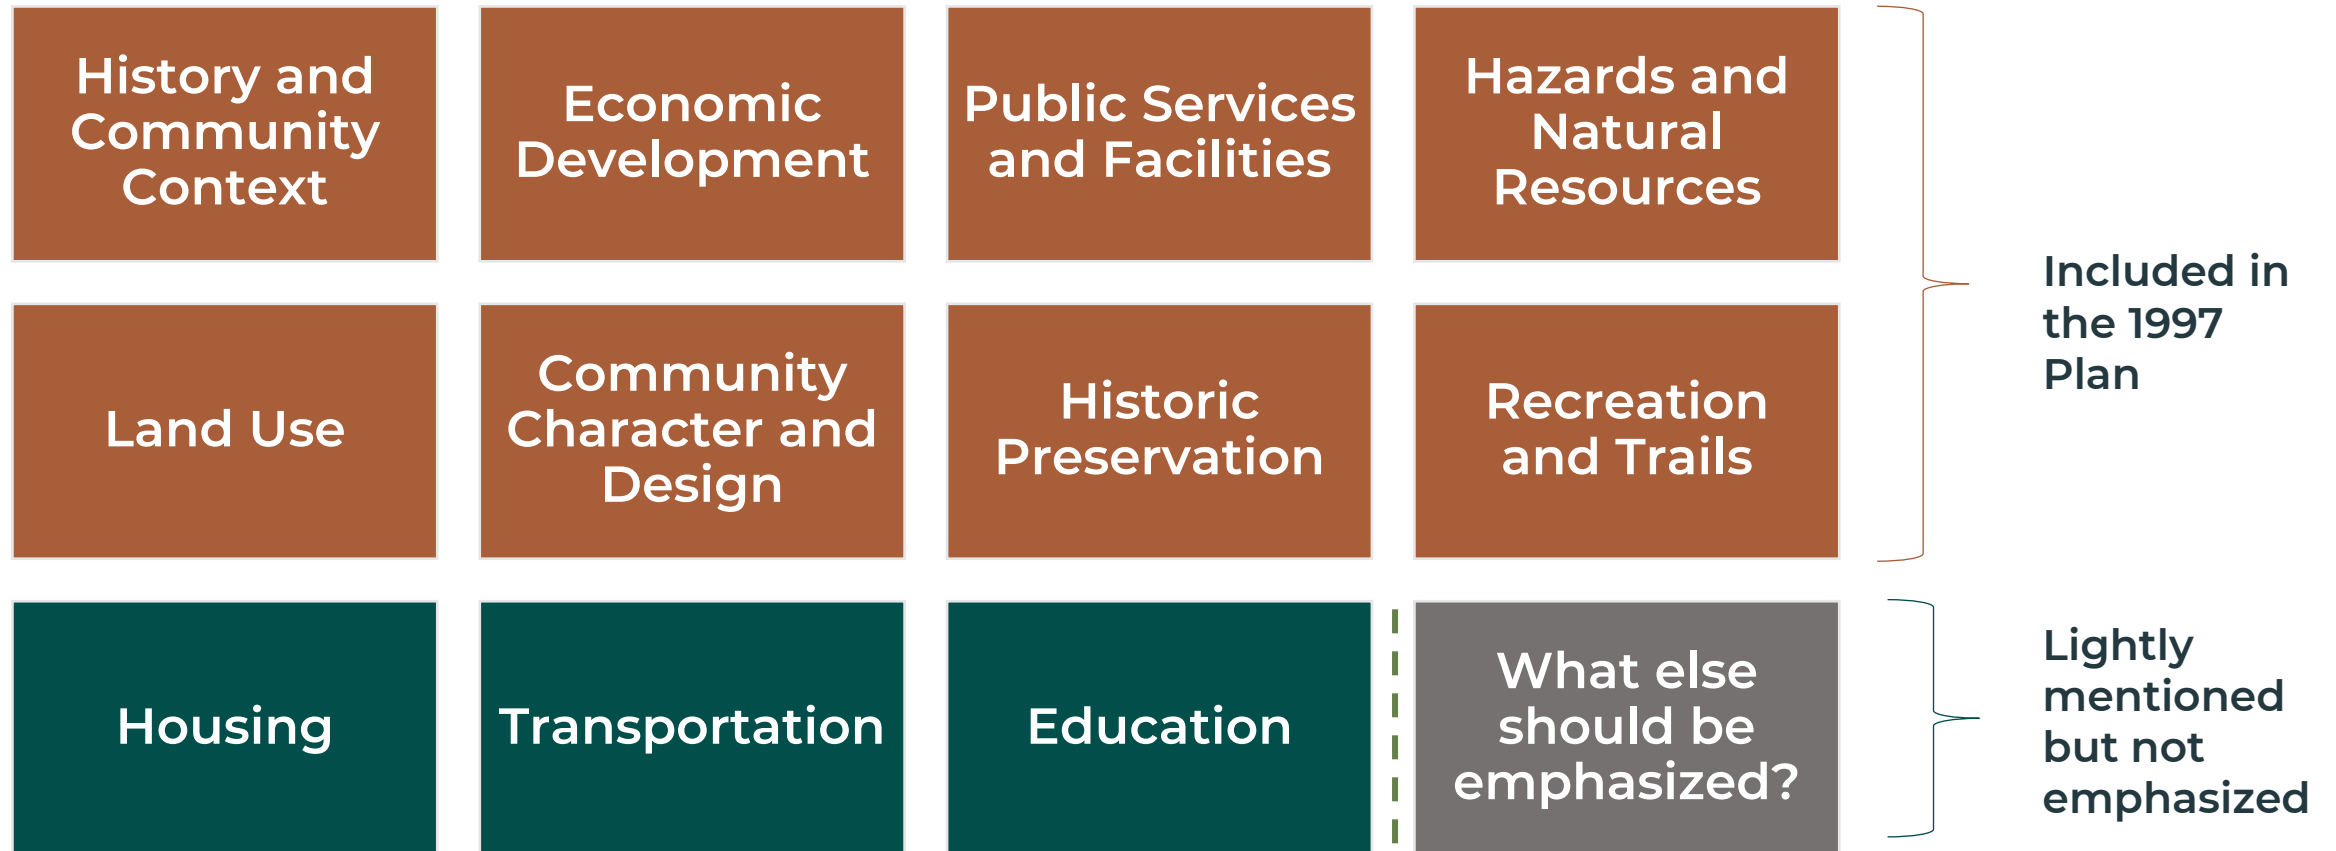 History and
Community
Context
Economic
Development
Public Services
and Facilities
Hazards and
Natural
Resources
Included in
the 1997
Plan
Land Use
Community
Character and
Design
Historic
Preservation
Recreation
and Trails
Housing
Transportation
Education
What else
should be
emphasized?
Lightly
mentioned
but not
emphasized